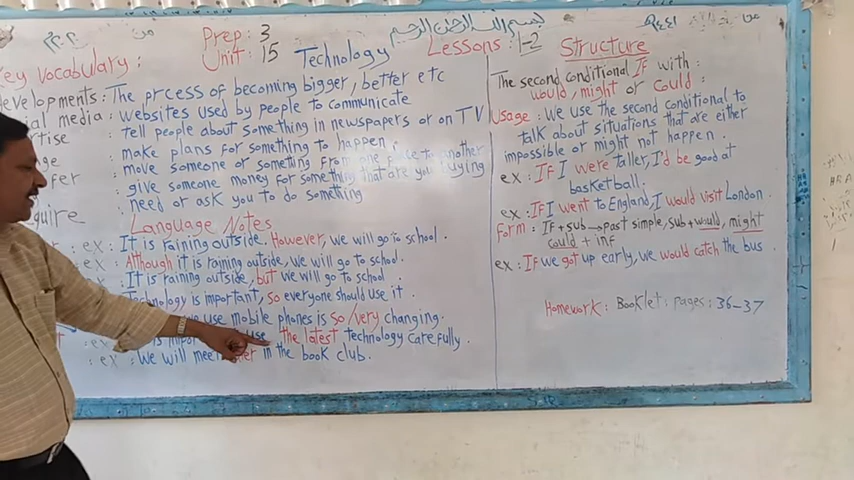 Prep: 3
بسم الله الرحمن الرحيم
Unit: 15 Technology Lessons: 1-2
Key Vocabulary:
developments: The prcess of becoming bigger, better etc
media: websites used by people to communicate
: tell people about something in newspapers or on TV
: make plans for something to happen.
: move someone or something from one place to another
: give someone money for something that are you buying
: need or ask you to do something
Language Notes
: ex: It is raining outside. However, we will go to school.
: ex: Although it is raining outside, we will go to school.
: ex: It is raining outside, but we will go to school.
Technology is important, so everyone should use it.
we use mobile phones is so/very changing.
the latest technology carefully.
: ex: We will meet in the book club.
Structure
The second conditional IF with:
would, might or could:
Usage: We use the second conditional to
talk about situations that are either
impossible or might not happen.
ex: If I were taller, I'd be good at
basketball.
ex: If I went to England, I would visit London
form: IF + sub → past simple, sub + would, might
could + inf
ex: If we got up early, we would catch the bus
Homework: Booklet: pages: 36-37